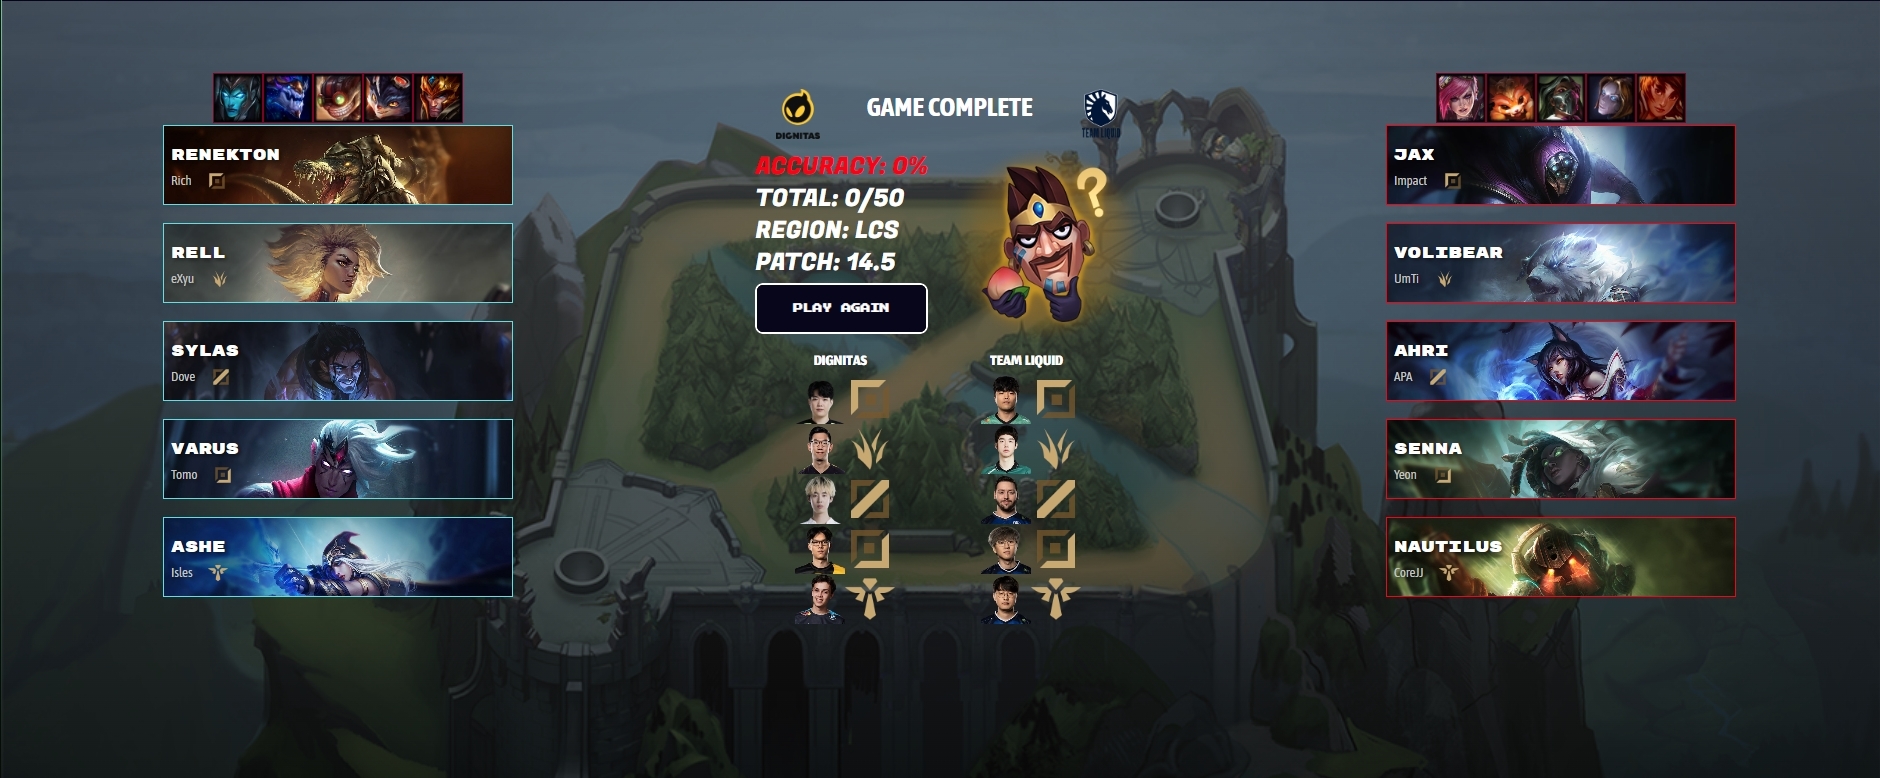 GAME COMPLETE
DIGNITAS
TEAM LIQUID
ACCURACY: 0%
TOTAL: 0/50
REGION: LCS
PATCH: 14.5
PLAY AGAIN
DIGNITAS
TEAM LIQUID
RENEKTON
Rich
RELL
eXyu
SYLAS
Dove
VARUS
Tomo
ASHE
Isles
JAX
Impact
VOLIBEAR
UmTi
AHRI
APA
SENNA
Yeon
NAUTILUS
CoreJJ